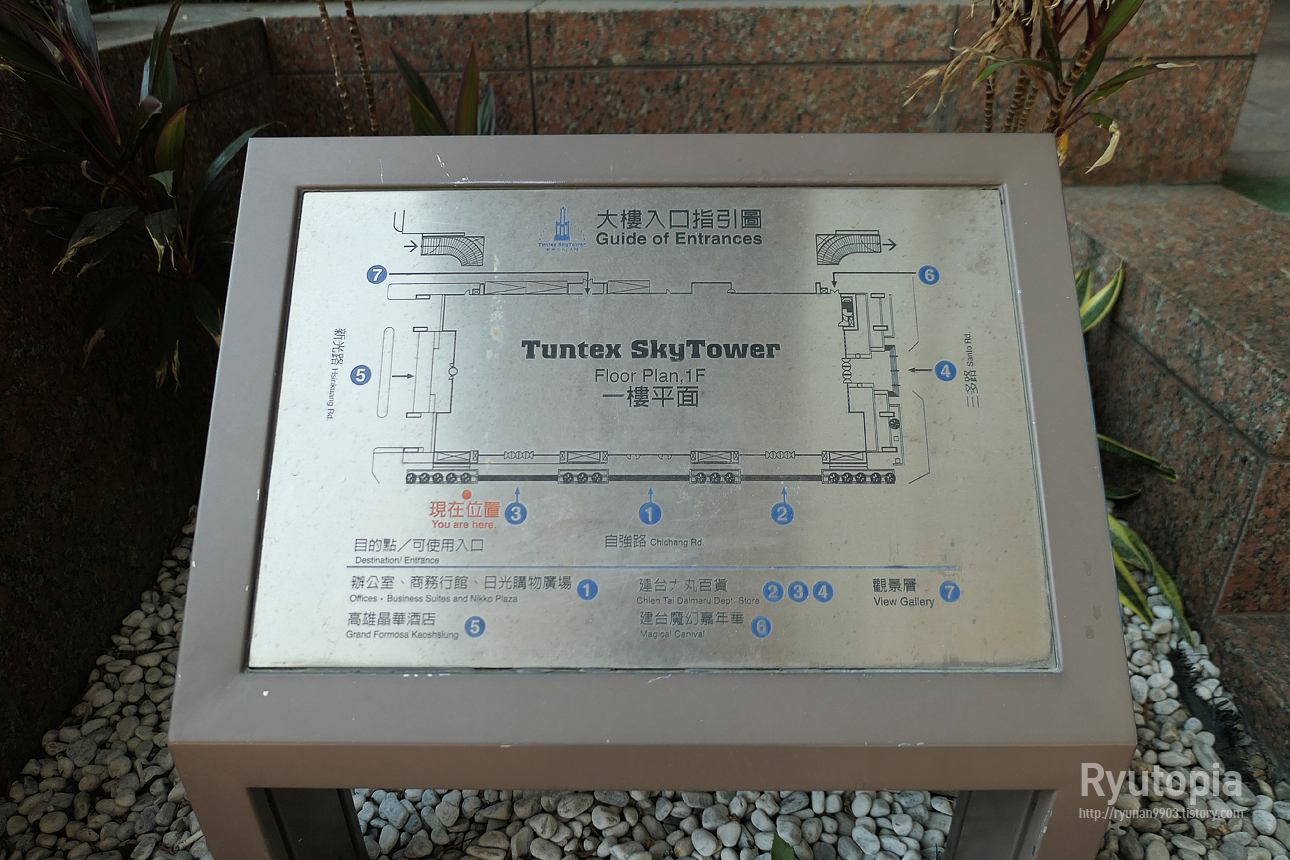 大樓入口指引圖
Tuntex SkyTower
Guide of Entrances
7
6
新光路 Hsinkuang Rd.
5
Tuntex SkyTower
Floor Plan,1F
一樓平面
4
三多路 Santo Rd.
現在位置
You are here.
3
1
2
自強路 Chichang Rd.
目的點／可使用入口
Destination/ Entrance
辦公室、商務行館、日光購物廣場 1
Offices、Business Suites and Nikko Plaza
建台大丸百貨 2 3 4
Chien Tai Daimaru Dept. Store
觀景層 7
View Gallery
高雄晶華酒店 5
Grand Formosa Kaoshsiung
建台魔幻嘉年華 6
Magical Canival
Ryutopia
http://ryunan9903.tistory.com